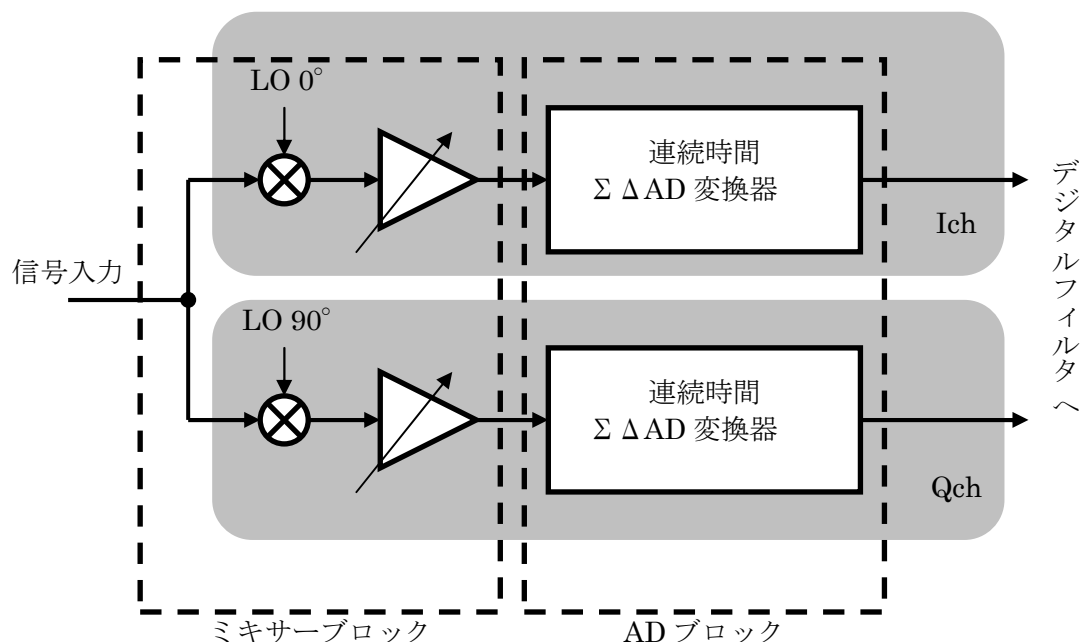 LO 0°
連続時間
Σ Δ AD 変換器
Ich
信号入力
LO 90°
連続時間
Σ Δ AD 変換器
Qch
デジタルフィルタへ
ミキサーブロック
AD ブロック